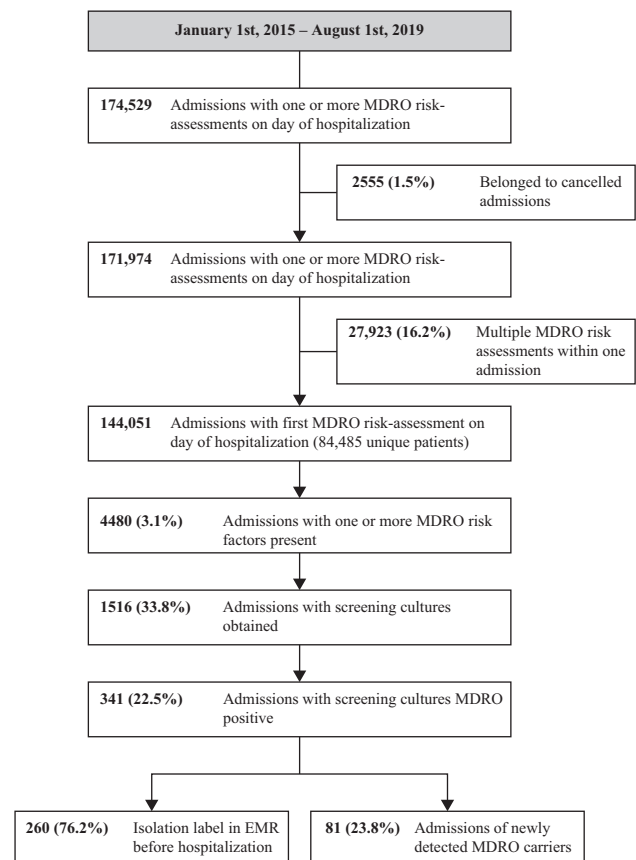 January 1st, 2015 – August 1st, 2019
174,529 Admissions with one or more MDRO risk-
assessments on day of hospitalization
2555 (1.5%) Belonged to cancelled
admissions
171,974 Admissions with one or more MDRO risk-
assessments on day of hospitalization
27,923 (16.2%) Multiple MDRO risk
assessments within one
admission
144,051 Admissions with first MDRO risk-assessment on
day of hospitalization (84,485 unique patients)
4480 (3.1%) Admissions with one or more MDRO risk
factors present
1516 (33.8%) Admissions with screening cultures
obtained
341 (22.5%) Admissions with screening cultures MDRO
positive
260 (76.2%) Isolation label in EMR
before hospitalization
81 (23.8%) Admissions of newly
detected MDRO carriers